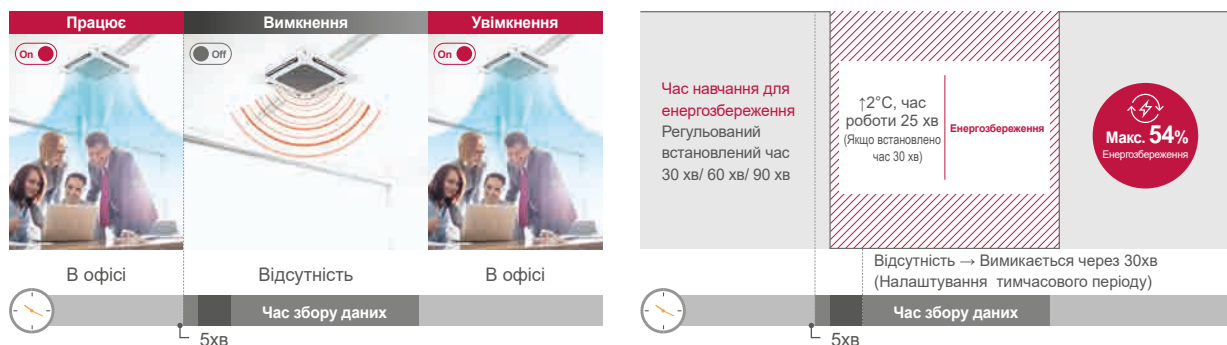 Працює
Вимкнення
Увімкнення
On
Off
On
В офісі
Відсутність
В офісі
Час збору даних
5хв
Час навчання для
енергозбереження
Регульований
встановлений час
30 хв/ 60 хв/ 90 хв
↑2°C, час
роботи 25 хв
(Якщо встановлено
час 30 хв)
Енергозбереження
Макс. 54%
Енергозбереження
Відсутність → Вимикається через 30хв
(Налаштування тимчасового періоду)
Час збору даних
5хв